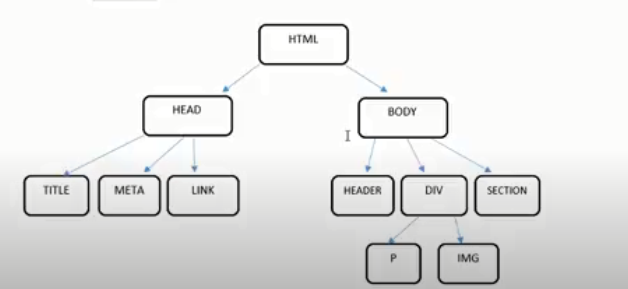 HTML
HEAD
BODY
TITLE
META
LINK
HEADER
DIV
SECTION
P
IMG